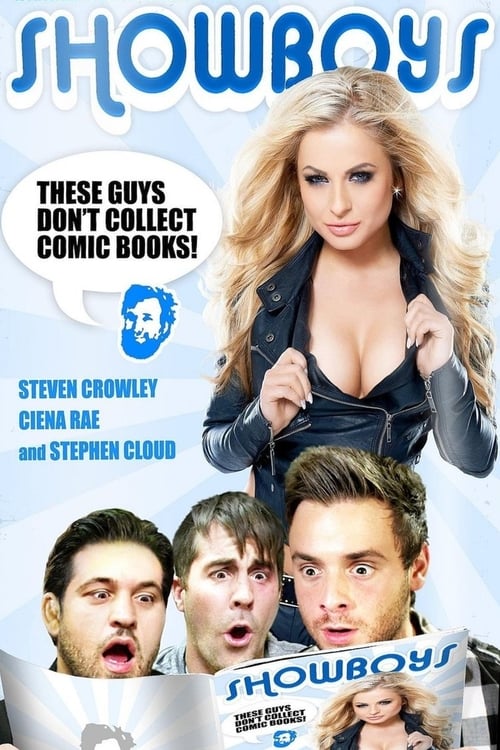 SHOWBOYS
THESE GUYS
DON'T COLLECT
COMIC BOOKS!
STEVEN CROWLEY
CIENA RAE
and STEPHEN CLOUD
SHOWBOYS
THESE GUYS
DON'T COLLECT
COMIC BOOKS!